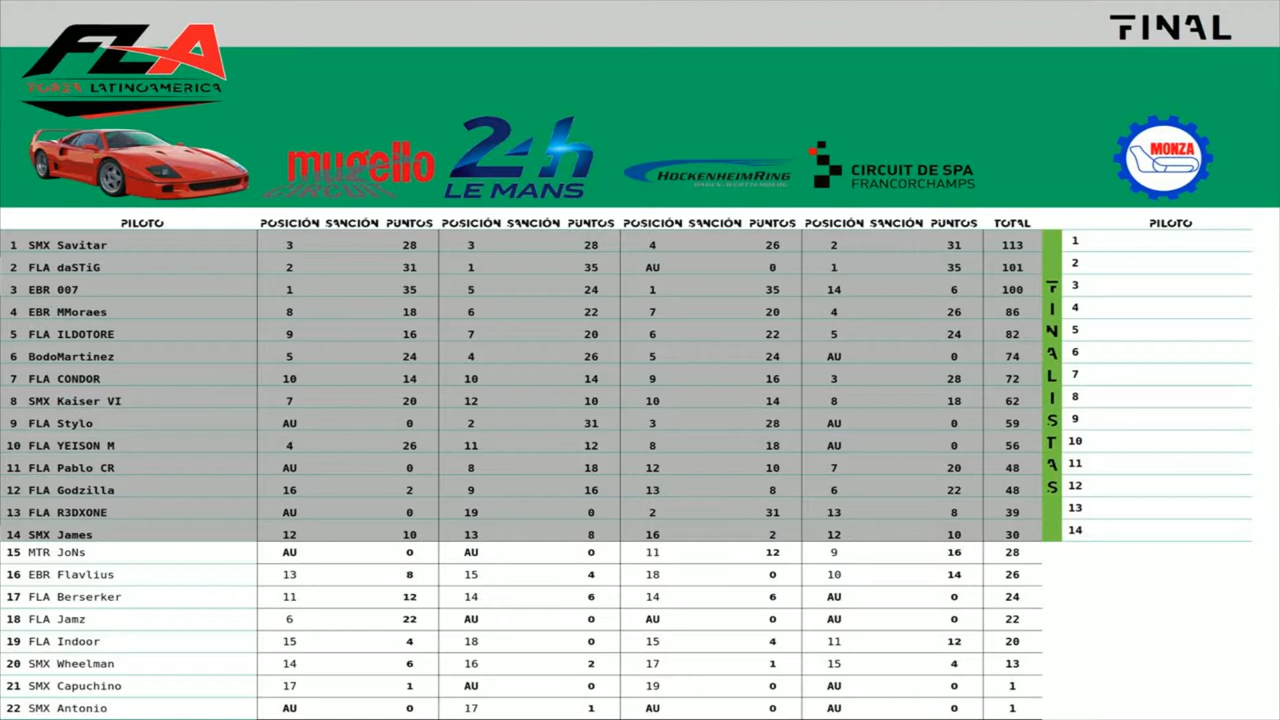 FINAL
FLA
FORZA LATINOAMERICA
mugello
CIRCUIT
24h
LE MANS
HOCKENHEIMRING
BADEN-WÜRTTEMBERG
CIRCUIT DE SPA
FRANCORCHAMPS
MONZA
PILOTO POSICIÓN SANCIÓN PUNTOS POSICIÓN SANCIÓN PUNTOS POSICIÓN SANCIÓN PUNTOS POSICIÓN SANCIÓN PUNTOS TOTAL PILOTO
1 SMX Savitar 3 28 3 28 4 26 2 31 113 1
2 FLA daSTiG 2 31 1 35 AU 0 1 35 101 2
3 EBR 007 1 35 5 24 1 35 14 6 100 3
4 EBR MMoraes 8 18 6 22 7 20 4 26 86 4
5 FLA ILDOTORE 9 16 7 20 6 22 5 24 82 5
6 BodoMartinez 5 24 4 26 5 24 AU 0 74 6
7 FLA CONDOR 10 14 10 14 9 16 3 28 72 7
8 SMX Kaiser VI 7 20 12 10 10 14 8 18 62 8
9 FLA Stylo AU 0 2 31 3 28 AU 0 59 9
10 FLA YEISON M 4 26 11 12 8 18 AU 0 56 10
11 FLA Pablo CR AU 0 8 18 12 10 7 20 48 11
12 FLA Godzilla 16 2 9 16 13 8 6 22 48 12
13 FLA R3DXONE AU 0 19 0 2 31 13 8 39 13
14 SMX James 12 10 13 8 16 2 12 10 30 14
FINALISTAS
15 MTR JoNs AU 0 AU 0 11 12 9 16 28
16 EBR Flavlius 13 8 15 4 18 0 10 14 26
17 FLA Berserker 11 12 14 6 14 6 AU 0 24
18 FLA Jamz 6 22 AU 0 AU 0 AU 0 22
19 FLA Indoor 15 4 18 0 15 4 11 12 20
20 SMX Wheelman 14 6 16 2 17 1 15 4 13
21 SMX Capuchino 17 1 AU 0 19 0 AU 0 1
22 SMX Antonio AU 0 17 1 AU 0 AU 0 1